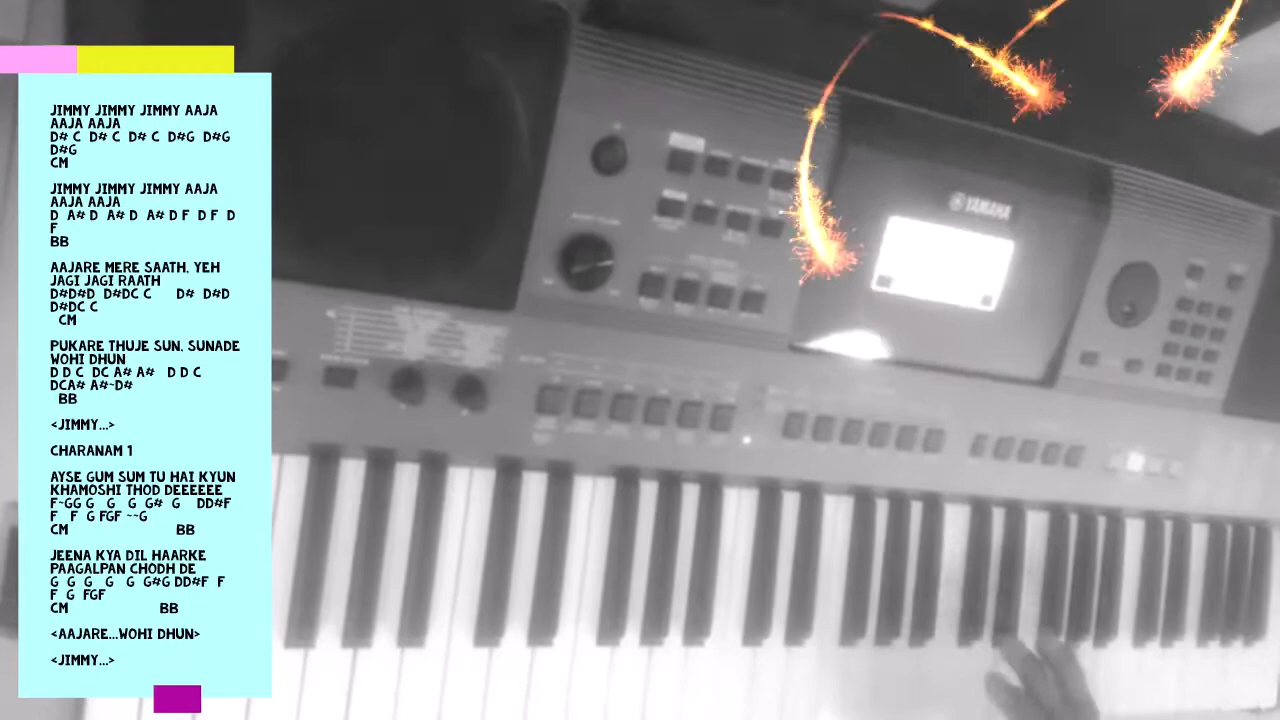 JIMMY JIMMY JIMMY AAJA
AAJA AAJA
D# C  D# C  D# C  D#G  D#G
D#G
CM
JIMMY JIMMY JIMMY AAJA
AAJA AAJA
D  A# D  A# D  A# D F  D F  D
F
BB
AAJARE MERE SAATH, YEH
JAGI JAGI RAATH
D#D#D  D#DC C      D#  D#D
D#DC C
CM
PUKARE THUJE SUN, SUNADE
WOHI DHUN
D D C  DC A# A#   D D C
DCA# A#~D#
BB
<JIMMY...>
CHARANAM 1
AYSE GUM SUM TU HAI KYUN
KHAMOSHI THOD DEEEEEE
F~GG G   G   G  G#  G    DD#F
F   F  G FGF ~~G
CM                          BB
JEENA KYA DIL HAARKE
PAAGALPAN CHODH DE
G  G  G   G   G  G#G DD#F  F
F  G  FGF
CM                      BB
<AAJARE...WOHI DHUN>
<JIMMY...>
YAMAHA